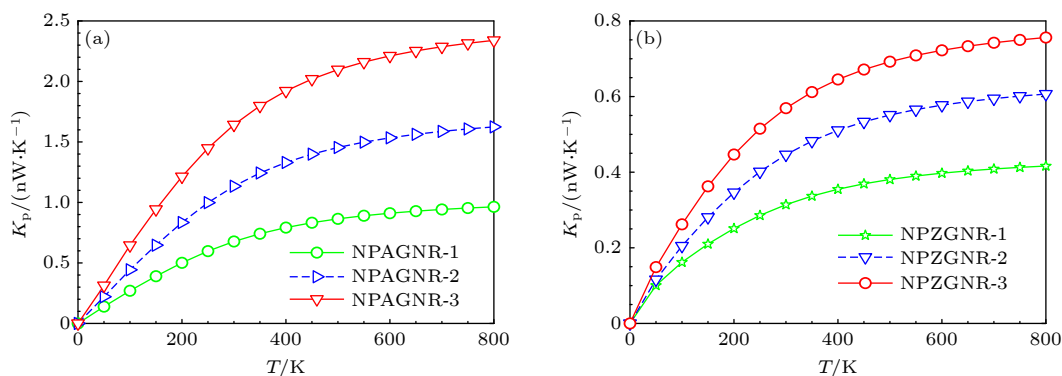 (a)
2.5
2.0
1.5
1.0
0.5
0
Kp/(nW·K−1)
NPAGNR-1
NPAGNR-2
NPAGNR-3
0 200 400 600 800
T/K
(b)
0.8
0.6
0.4
0.2
0
Kp/(nW·K−1)
NPZGNR-1
NPZGNR-2
NPZGNR-3
0 200 400 600 800
T/K